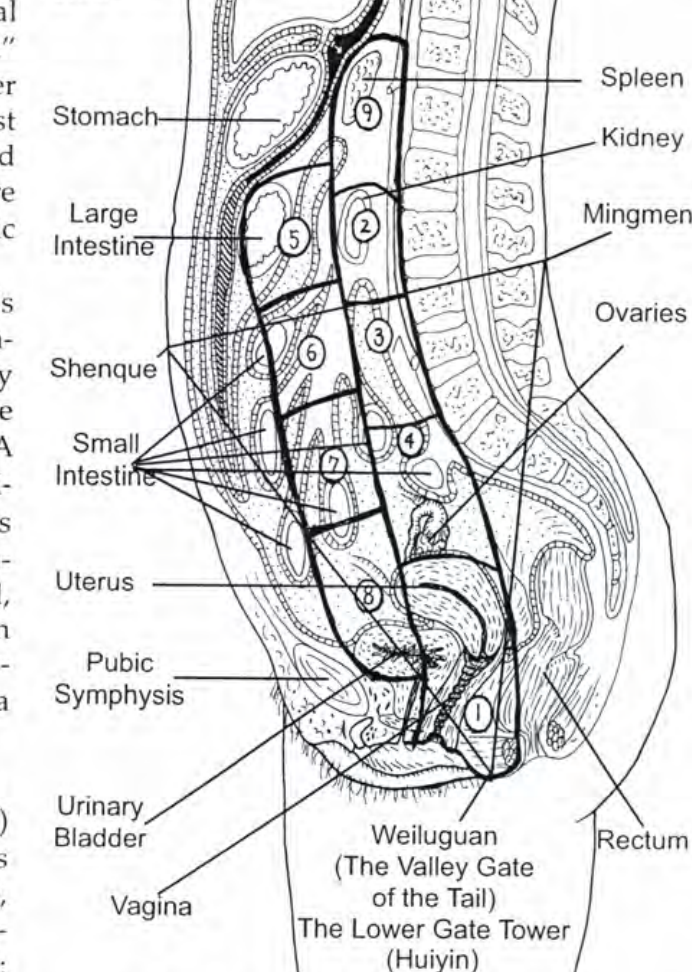 Stomach
Spleen
⑨
Kidney
②
Large
Intestine
⑤
Mingmen
Ovaries
③
Shenque
⑥
Small
Intestine
④
⑦
Uterus
⑧
Pubic
Symphysis
①
Urinary
Bladder
Vagina
Weiluguan
(The Valley Gate
of the Tail)
The Lower Gate Tower
(Huiyin)
Rectum